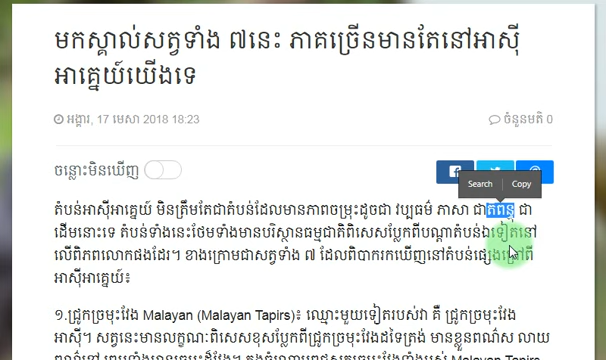 មកស្គាល់សត្វទាំង ៧នេះ ភាគច្រើនមានតែនៅអាស៊ី
អាគ្នេយ៍យើងទេ
អង្គារ, 17 មេសា 2018 18:23
ចំនួនមតិ 0
ចន្លោះមិនឃើញ
Search
Copy
តំបន់អាស៊ីអាគ្នេយ៍ មិនត្រឹមតែជាតំបន់ដែលមានភាពចម្រុះដូចជា វប្បធម៌ ភាសា ជាតិពន្ធុ ជា
ដើមនោះទេ តំបន់ទាំងនេះថែមទាំងមានបរិស្ថានធម្មជាតិពិសេសប្លែកពីបណ្តាតំបន់ឯទៀតនៅ
លើពិភពលោកផងដែរ។ ខាងក្រោមជាសត្វទាំង ៧ ដែលពិបាករកឃើញនៅតំបន់ផ្សេងក្រៅពី
អាស៊ីអាគ្នេយ៍៖
១.ជ្រូកច្រមុះវែង Malayan (Malayan Tapirs)៖ ឈ្មោះមួយទៀតរបស់វា គឺ ជ្រូកច្រមុះវែង
អាស៊ី។ សត្វនេះមានលក្ខណៈពិសេសខុសប្លែកពីជ្រូកច្រមុះវែងដទៃទៀតត្រង់ មានខ្លួនពណ៌ស លាយ